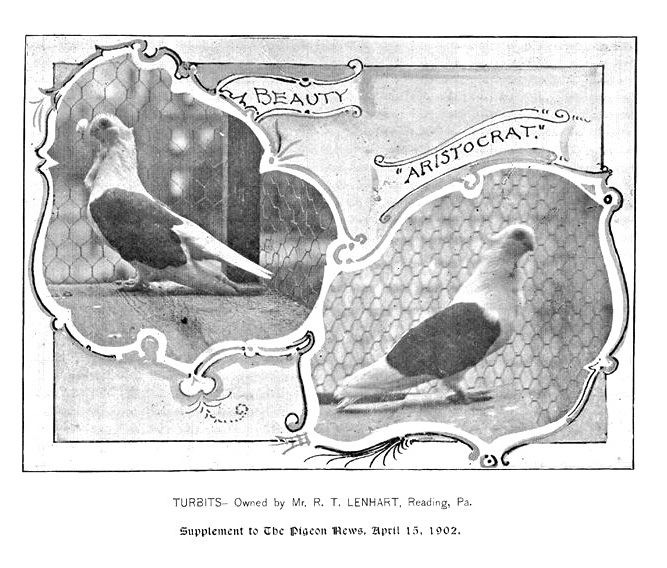 "BEAUTY
"ARISTOCRAT."
TURBITS– Owned by Mr. R. T. LENHART, Reading, Pa.
Supplement to The Pigeon News, April 15, 1902.